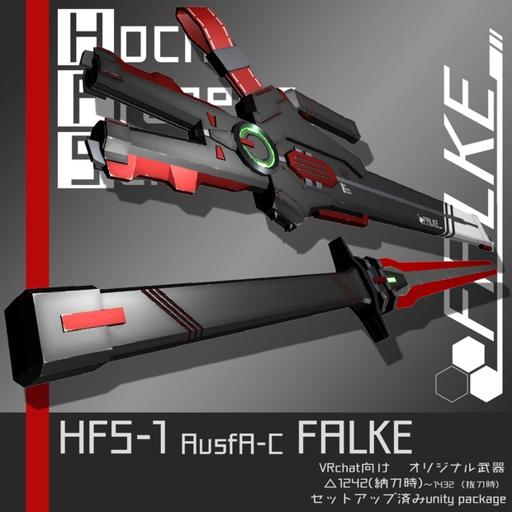 FALKE
FALKE
HFS-1 AusfA-C FALKE
VRchat向け オリジナル武器
△1242(納刀時)~1432 (抜刀時)
セットアップ済みunity package